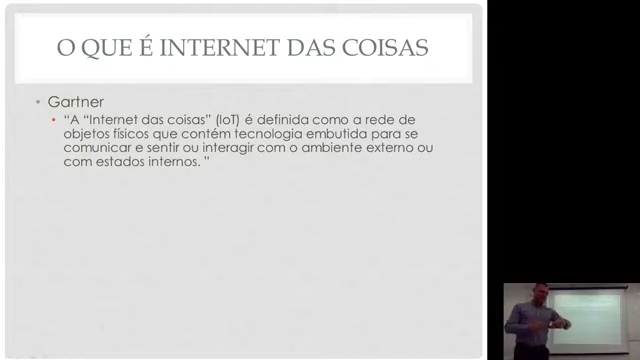 O QUE É INTERNET DAS COISAS
• Gartner
• “A “Internet das coisas” (IoT) é definida como a rede de
objetos físicos que contém tecnologia embutida para se
comunicar e sentir ou interagir com o ambiente externo ou
com estados internos. ”